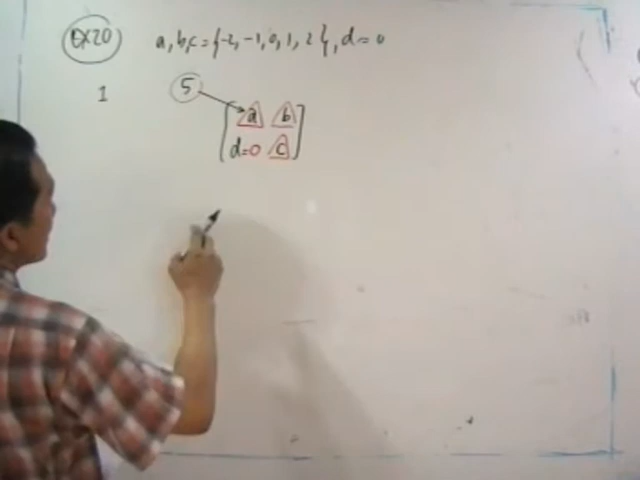 EX20 a, b, c = {-2, -1, 0, 1, 2}, d = 0
1 5
a b
d=0 c